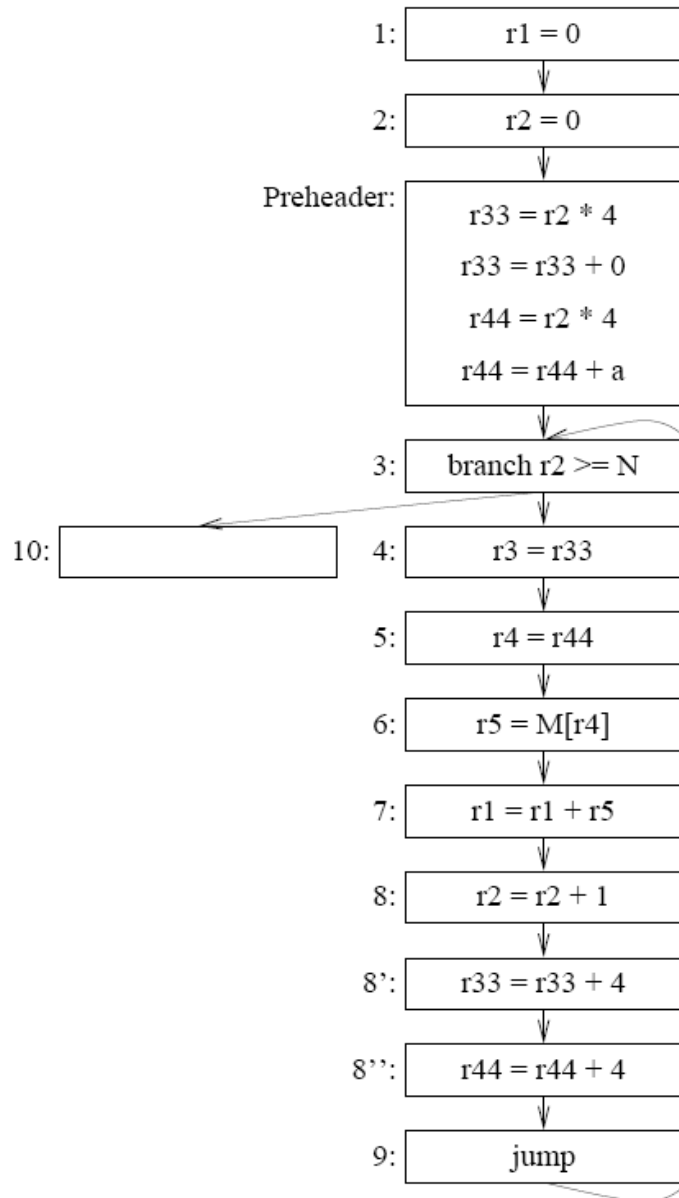 1: r1 = 0
2: r2 = 0
Preheader:
r33 = r2 * 4
r33 = r33 + 0
r44 = r2 * 4
r44 = r44 + a
3: branch r2 >= N
10:
4: r3 = r33
5: r4 = r44
6: r5 = M[r4]
7: r1 = r1 + r5
8: r2 = r2 + 1
8': r33 = r33 + 4
8'': r44 = r44 + 4
9: jump